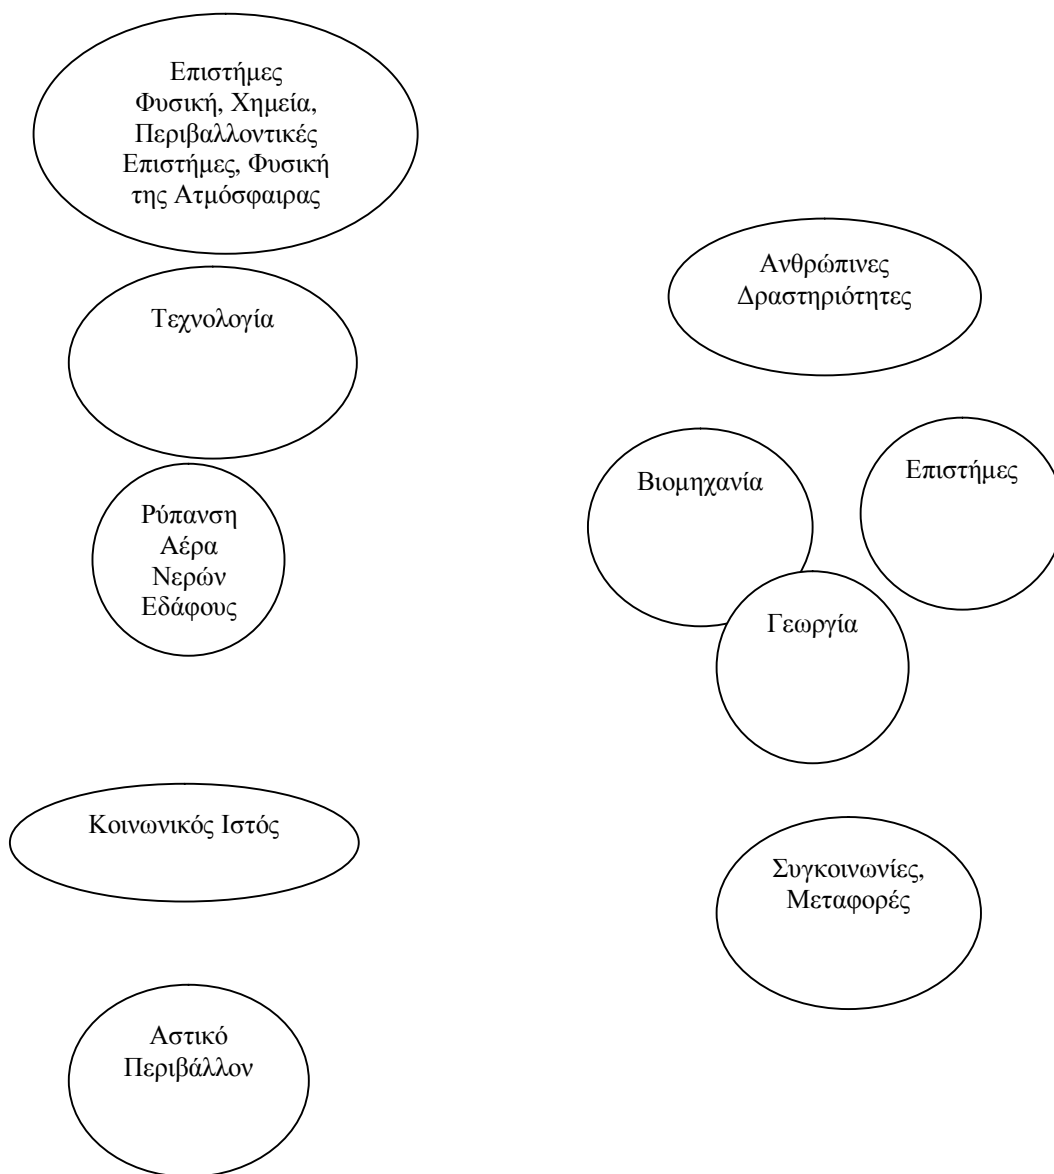 Επιστήμες
Φυσική, Χημεία,
Περιβαλλοντικές
Επιστήμες, Φυσική
της Ατμόσφαιρας
Τεχνολογία
Ρύπανση
Αέρα
Νερών
Εδάφους
Κοινωνικός Ιστός
Αστικό
Περιβάλλον
Ανθρώπινες
Δραστηριότητες
Βιομηχανία
Επιστήμες
Γεωργία
Συγκοινωνίες,
Μεταφορές